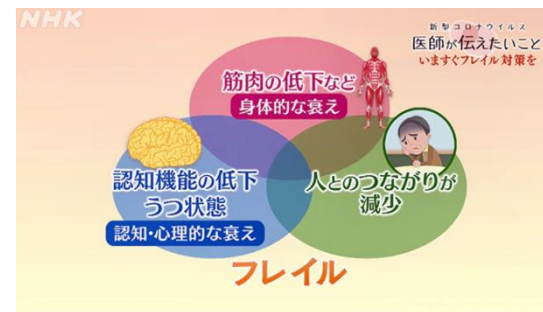 NHK
新型コロナウイルス
医師が伝えたいこと
いますぐフレイル対策を
筋肉の低下など
身体的な衰え
認知機能の低下
うつ状態
認知・心理的な衰え
人とのつながりが
減少
フレイル